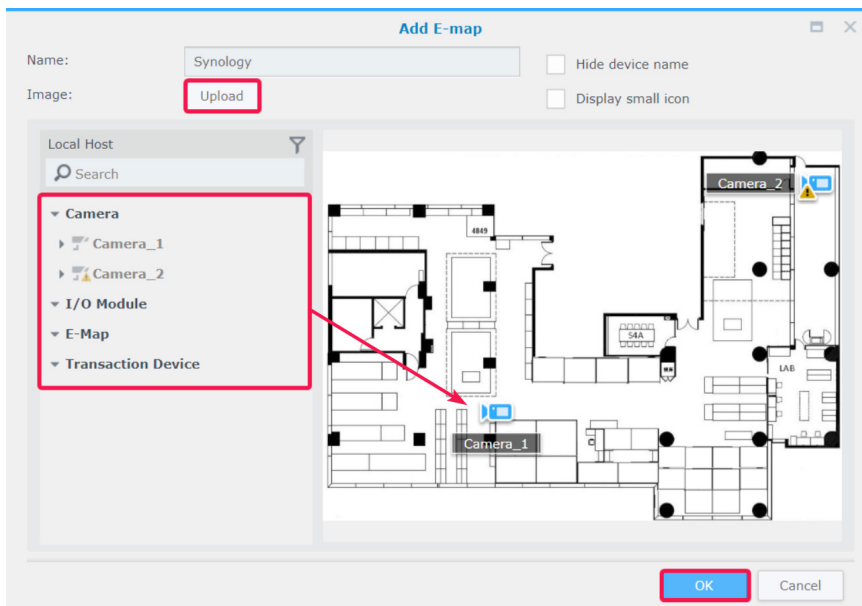 Add E-map
Name:
Synology
Hide device name
Image:
Upload
Display small icon
Local Host
Search
Camera
Camera_1
Camera_2
I/O Module
E-Map
Transaction Device
Camera_2
4849
54A
LAB
Camera_1
OK
Cancel